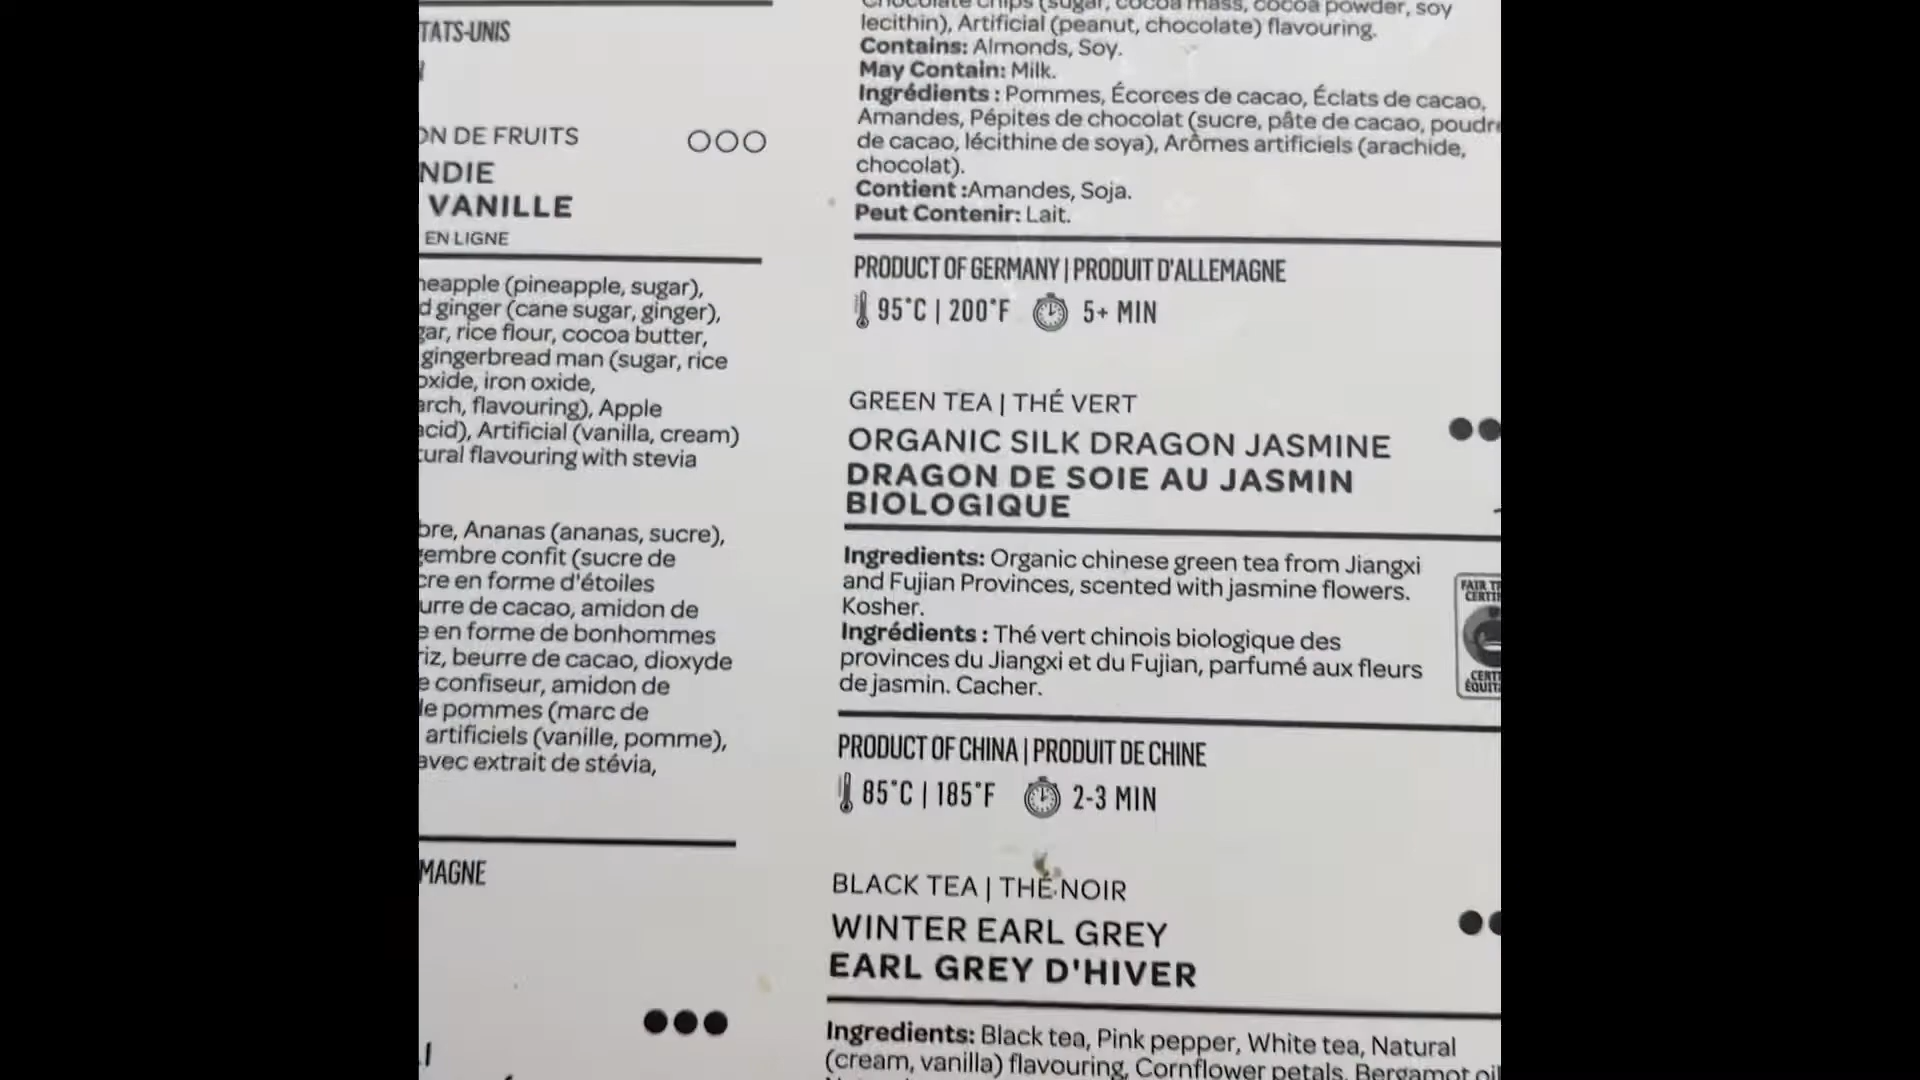 TATS-UNIS
ON DE FRUITS
NDIE
VANILLE
EN LIGNE
neapple (pineapple, sugar),
d ginger (cane sugar, ginger),
gar, rice flour, cocoa butter,
gingerbread man (sugar, rice
oxide, iron oxide,
arch, flavouring), Apple
acid), Artificial (vanilla, cream)
tural flavouring with stevia
bre, Ananas (ananas, sucre),
gembre confit (sucre de
cre en forme d'étoiles
urre de cacao, amidon de
e en forme de bonhommes
riz, beurre de cacao, dioxyde
e confiseur, amidon de
de pommes (marc de
artificiels (vanille, pomme),
avec extrait de stévia,
MAGNE
Chocolate chips (sugar, cocoa mass, cocoa powder, soy
lecithin), Artificial (peanut, chocolate) flavouring.
Contains: Almonds, Soy.
May Contain: Milk.
Ingrédients : Pommes, Écorces de cacao, Éclats de cacao,
Amandes, Pépites de chocolat (sucre, pâte de cacao, poudre
de cacao, lécithine de soya), Arômes artificiels (arachide,
chocolat).
Contient :Amandes, Soja.
Peut Contenir: Lait.
PRODUCT OF GERMANY | PRODUIT D'ALLEMAGNE
95°C | 200°F 5+ MIN
GREEN TEA | THÉ VERT
ORGANIC SILK DRAGON JASMINE
DRAGON DE SOIE AU JASMIN
BIOLOGIQUE
Ingredients: Organic chinese green tea from Jiangxi
and Fujian Provinces, scented with jasmine flowers.
Kosher.
Ingrédients : Thé vert chinois biologique des
provinces du Jiangxi et du Fujian, parfumé aux fleurs
de jasmin. Cacher.
FAIR T
CERTI
CERTI
ÉQUIT
PRODUCT OF CHINA | PRODUIT DE CHINE
85°C | 185°F 2-3 MIN
BLACK TEA | THÉ NOIR
WINTER EARL GREY
EARL GREY D'HIVER
Ingredients: Black tea, Pink pepper, White tea, Natural
(cream, vanilla) flavouring, Cornflower petals, Bergamot oil